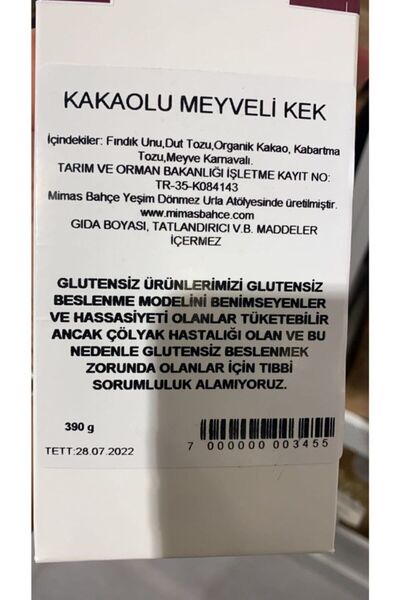 KAKAOLU MEYVELİ KEK
İçindekiler: Fındık Unu,Dut Tozu,Organik Kakao, Kabartma
Tozu,Meyve Karnavalı.
TARIM VE ORMAN BAKANLIĞI İŞLETME KAYIT NO:
TR-35-K084143
Mimas Bahçe Yeşim Dönmez Urla Atölyesinde üretilmiştir.
www.mimasbahce.com
GIDA BOYASI, TATLANDIRICI V.B. MADDELER
İÇERMEZ
GLUTENSİZ ÜRÜNLERİMİZİ GLUTENSİZ
BESLENME MODELİNİ BENİMSEYENLER
VE HASSASİYETİ OLANLAR TÜKETEBİLİR
ANCAK ÇÖLYAK HASTALIĞI OLAN VE BU
NEDENLE GLUTENSİZ BESLENMEK
ZORUNDA OLANLAR İÇİN TIBBİ
SORUMLULUK ALAMIYORUZ.
390 g
7 000000 003455
TETT:28.07.2022